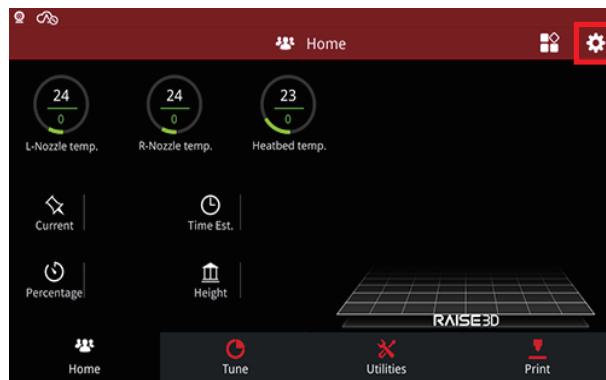 Home
24
0
24
0
23
0
L-Nozzle temp.
R-Nozzle temp.
Heatbed temp.
Current
Time Est.
Percentage
Height
RAISE3D
Home
Tune
Utilities
Print